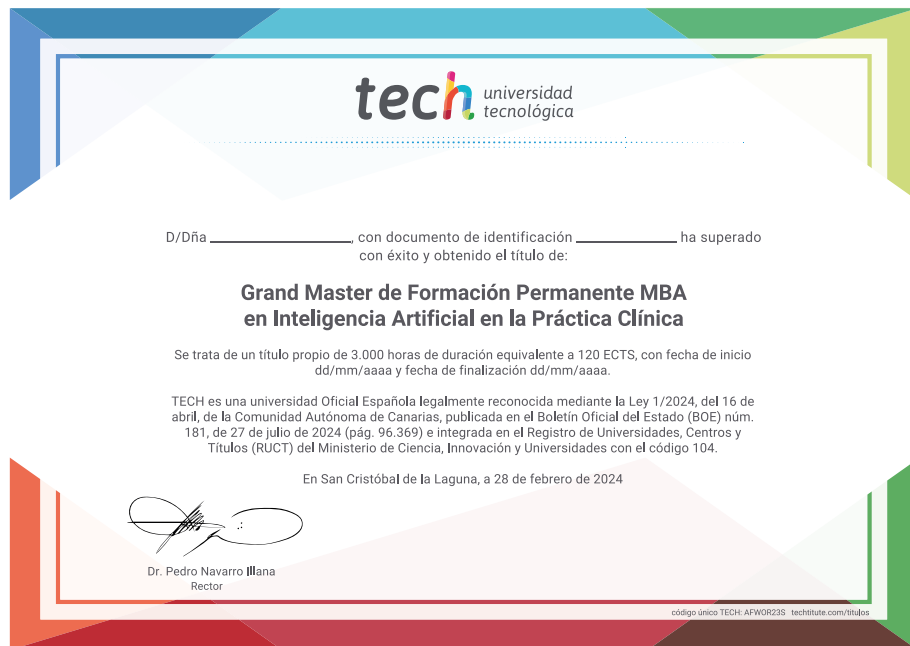 tech universidad
tecnológica
D/Dña ____________, con documento de identificación ____________ ha superado
con éxito y obtenido el título de:
Grand Master de Formación Permanente MBA
en Inteligencia Artificial en la Práctica Clínica
Se trata de un título propio de 3.000 horas de duración equivalente a 120 ECTS, con fecha de inicio
dd/mm/aaaa y fecha de finalización dd/mm/aaaa.
TECH es una universidad Oficial Española legalmente reconocida mediante la Ley 1/2024, del 16 de
abril, de la Comunidad Autónoma de Canarias, publicada en el Boletín Oficial del Estado (BOE) núm.
181, de 27 de julio de 2024 (pág. 96.369) e integrada en el Registro de Universidades, Centros y
Títulos (RUCT) del Ministerio de Ciencia, Innovación y Universidades con el código 104.
En San Cristóbal de la Laguna, a 28 de febrero de 2024
Dr. Pedro Navarro Illana
Rector
código único TECH: AFWOR23S techtitute.com/titulos